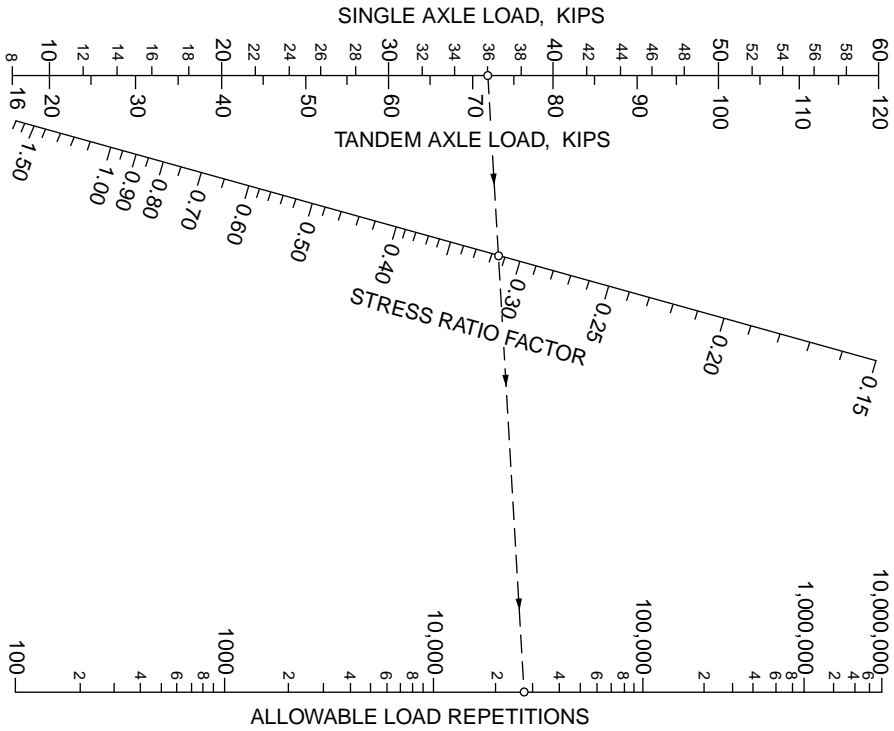 SINGLE AXLE LOAD, KIPS
8 10 12 14 16 18 20 22 24 26 28 30 32 34 36 38 40 42 44 46 48 50 52 54 56 58 60
16 20 30 40 50 60 70 80 90 100 110 120
TANDEM AXLE LOAD, KIPS
1.50 1.00 0.90 0.80 0.70 0.60 0.50 0.40 0.30 0.25 0.20 0.15
STRESS RATIO FACTOR
100 2 4 6 8 1000 2 4 6 8 10,000 2 4 6 8 100,000 2 4 6 8 1,000,000 2 4 6 10,000,000
ALLOWABLE LOAD REPETITIONS